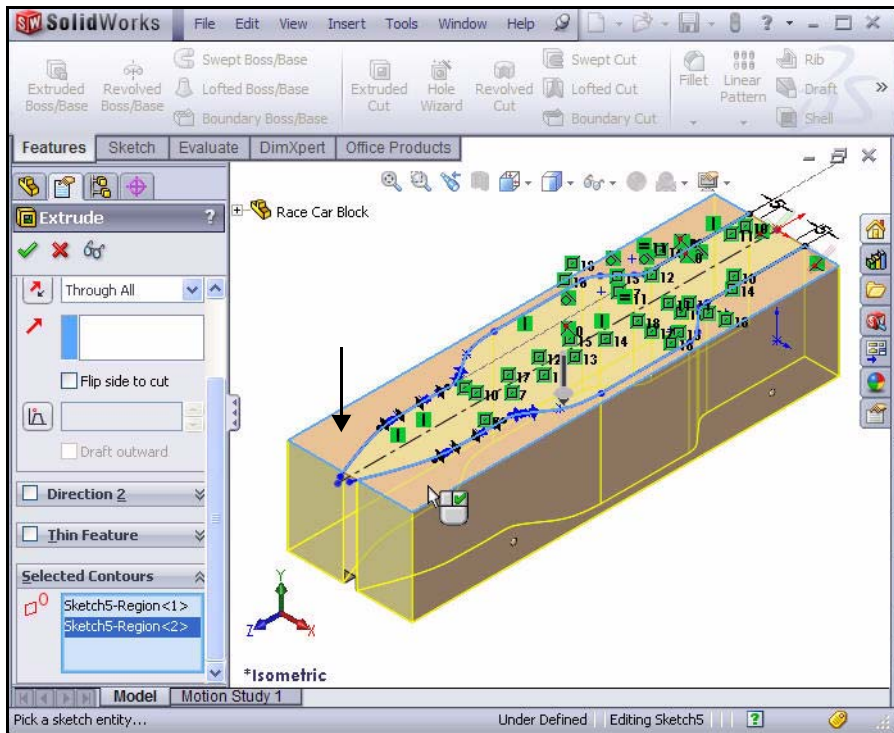 SolidWorks File Edit View Insert Tools Window Help ?
Extruded Boss/Base
Revolved Boss/Base
Swept Boss/Base
Lofted Boss/Base
Boundary Boss/Base
Extruded Cut
Hole Wizard
Revolved Cut
Swept Cut
Lofted Cut
Boundary Cut
Fillet
Linear Pattern
Rib
Draft
Shell
Features Sketch Evaluate DimXpert Office Products
Extrude ?
Race Car Block
Through All
Flip side to cut
Draft outward
Direction 2
Thin Feature
Selected Contours
Sketch5-Region<1>
Sketch5-Region<2>
Y
Z X
*Isometric
Model Motion Study 1
Pick a sketch entity... Under Defined Editing Sketch5 ?